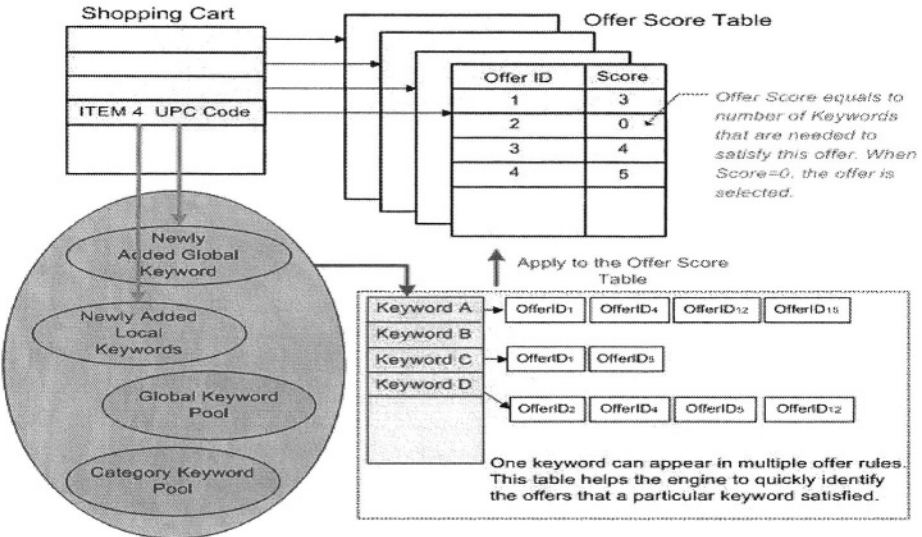 Shopping Cart
Offer Score Table
Offer ID Score
1 3
2 0
3 4
4 5
ITEM 4 UPC Code
Offer Score equals to
number of Keywords
that are needed to
satisfy this offer. When
Score=0, the offer is
selected.
Newly
Added Global
Keyword
Newly Added
Local
Keywords
Global Keyword
Pool
Category Keyword
Pool
Apply to the Offer Score
Table
Keyword A OfferID1 OfferID4 OfferID12 OfferID15
Keyword B
Keyword C OfferID1 OfferID5
Keyword D OfferID2 OfferID4 OfferID5 OfferID12
One keyword can appear in multiple offer rules.
This table helps the engine to quickly identify
the offers that a particular keyword satisfied.